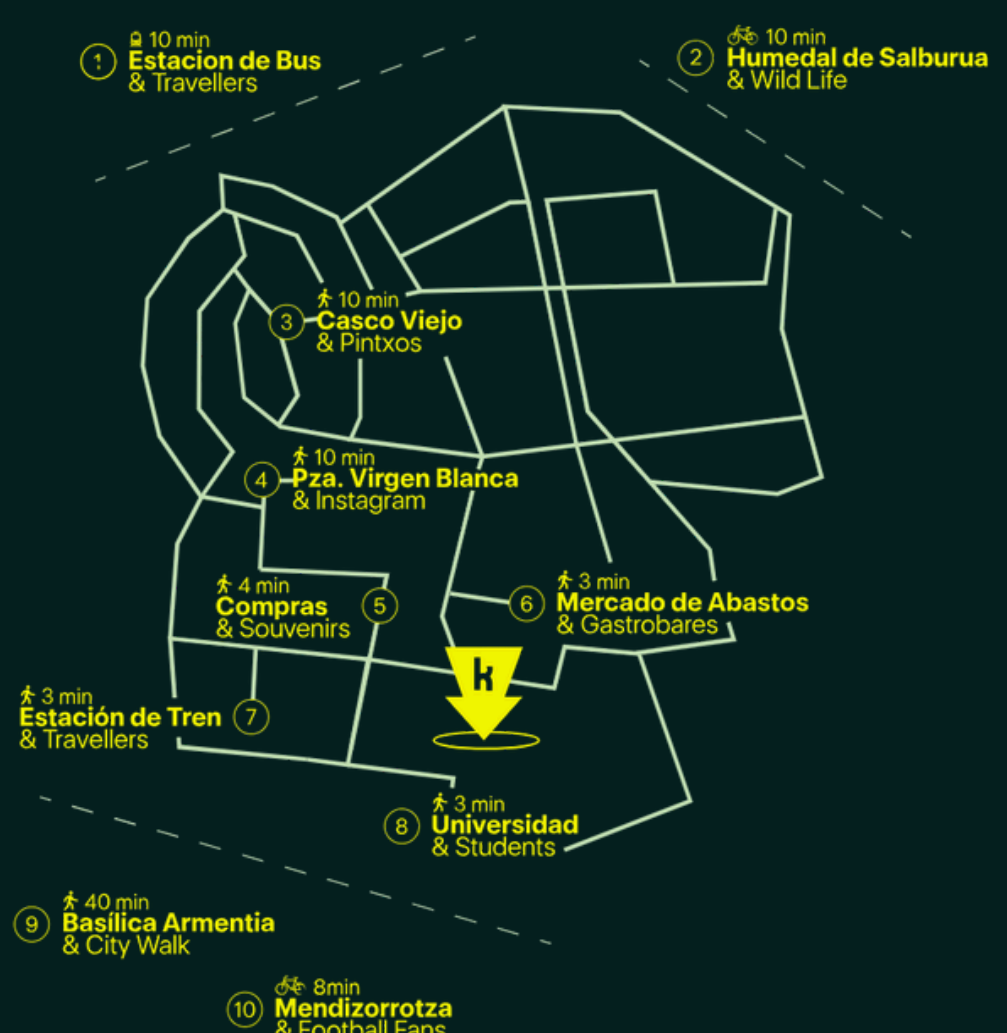 10 min
1 Estacion de Bus
& Travellers
10 min
2 Humedal de Salburua
& Wild Life
10 min
3 Casco Viejo
& Pintxos
10 min
4 Pza. Virgen Blanca
& Instagram
4 min
Compras 5
& Souvenirs
3 min
6 Mercado de Abastos
& Gastrobares
k
3 min
Estación de Tren 7
& Travellers
3 min
8 Universidad
& Students
40 min
9 Basílica Armentia
& City Walk
8min
10 Mendizorrotza
& Football Fans